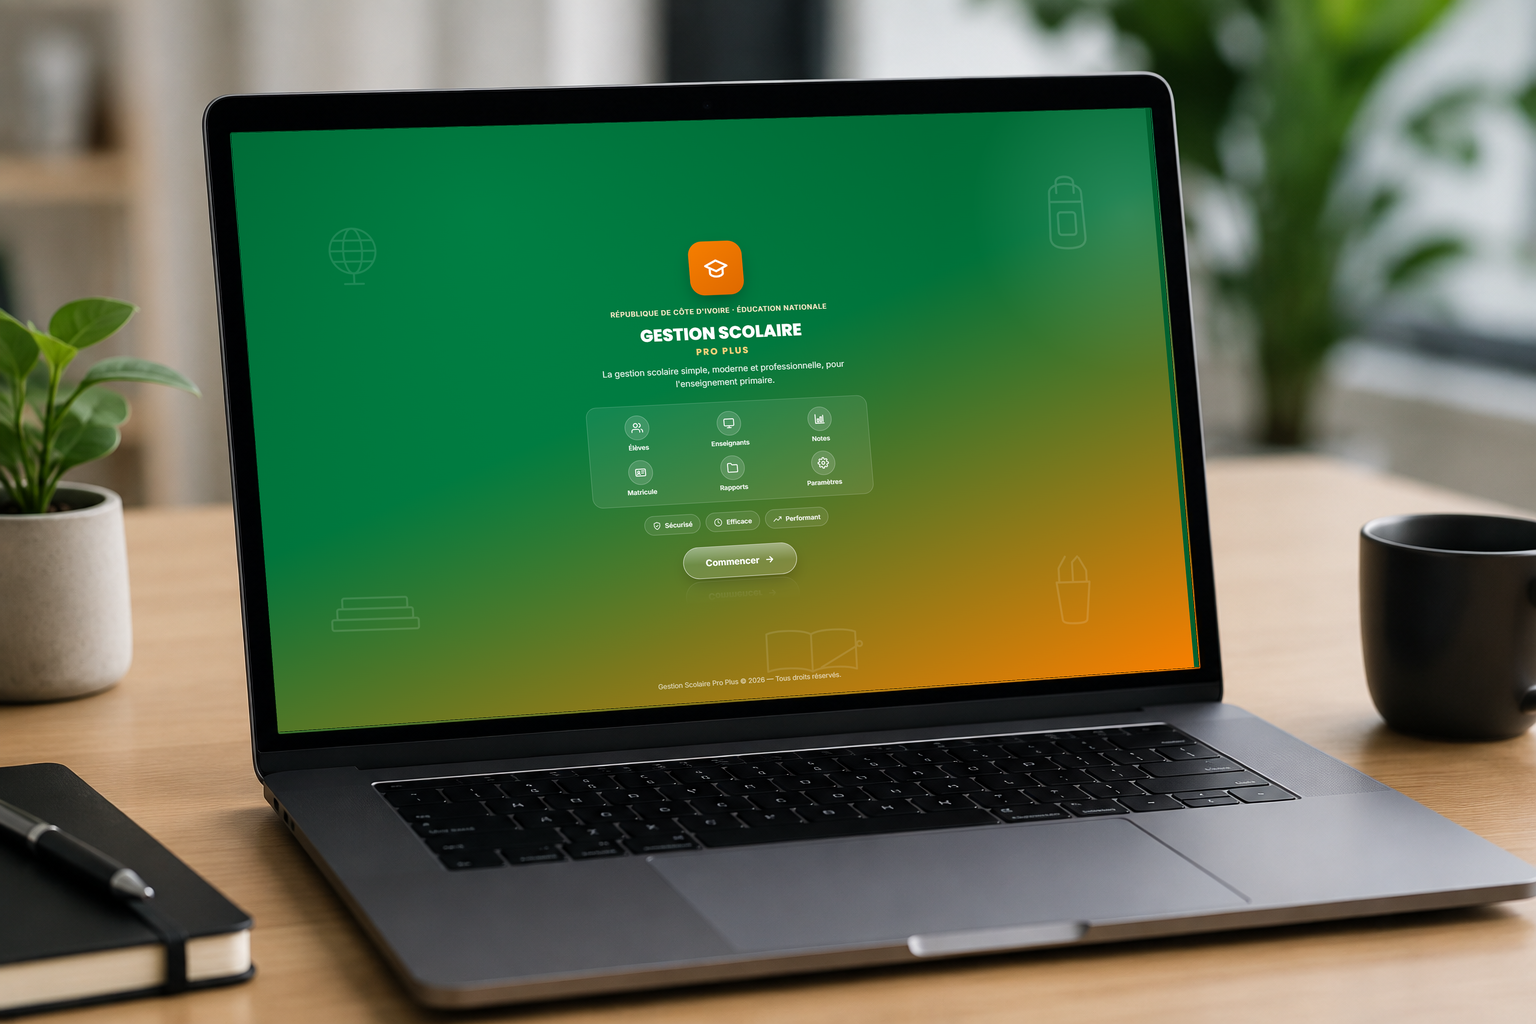 RÉPUBLIQUE DE CÔTE D'IVOIRE · ÉDUCATION NATIONALE
GESTION SCOLAIRE
PRO PLUS
La gestion scolaire simple, moderne et professionnelle, pour
l'enseignement primaire.
Élèves
Enseignants
Notes
Matricule
Rapports
Paramètres
Sécurisé
Efficace
Performant
Commencer →
Gestion Scolaire Pro Plus © 2026 — Tous droits réservés.